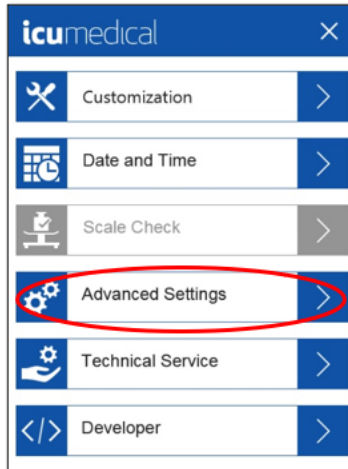 icumedical
Customization
Date and Time
Scale Check
Advanced Settings
Technical Service
Developer